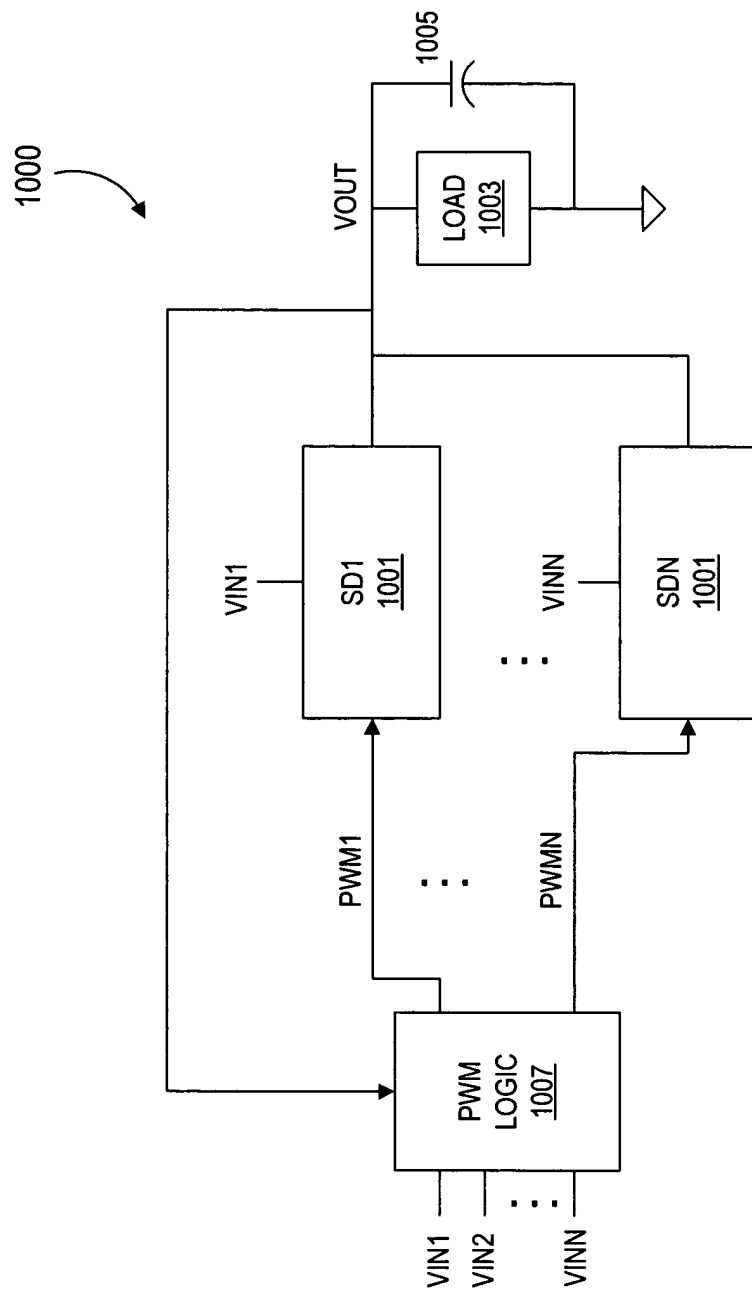 1000
VOUT
1005
LOAD
1003
VIN1
SD1
1001
VINN
SDN
1001
...
PWM1
...
PWMN
PWM
LOGIC
1007
VIN1
VIN2
...
VINN